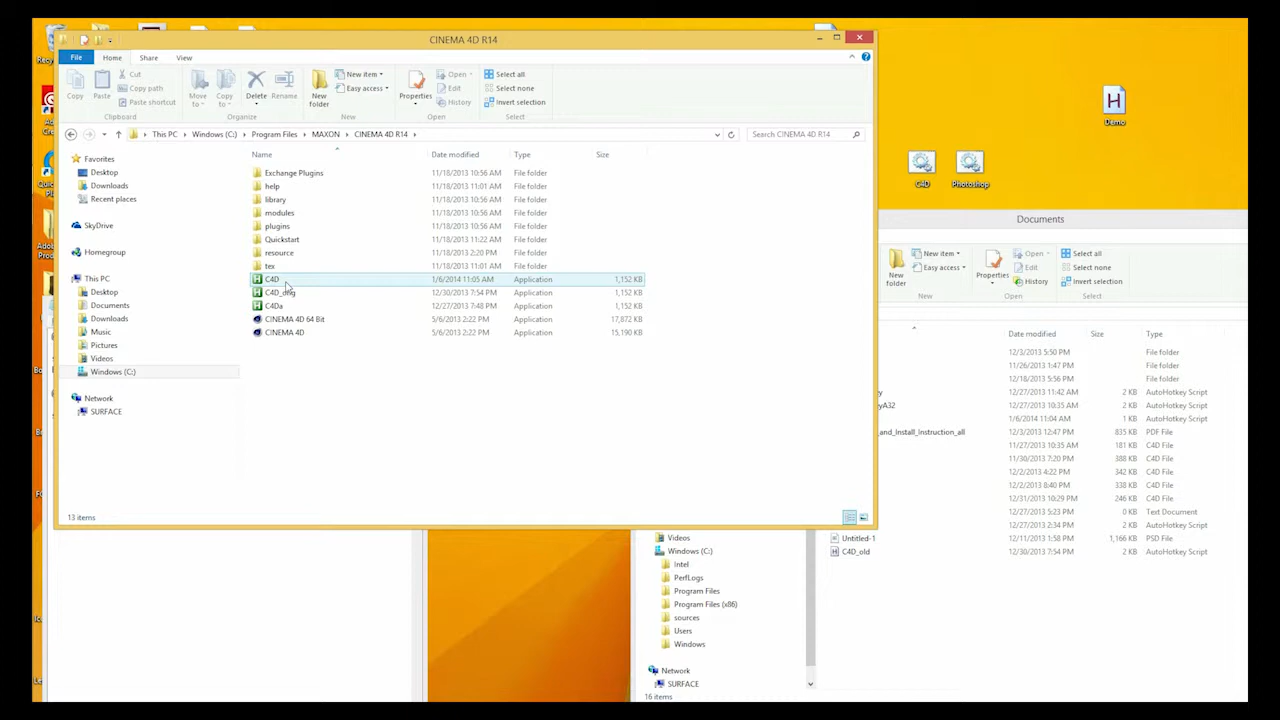 CINEMA 4D R14
File Home Share View
Copy Paste Cut Copy path Paste shortcut Move to Copy to Delete Rename New folder New item Easy access Properties Open Edit History Select all Select none Invert selection
Clipboard Organize New Open Select
This PC Windows (C:) Program Files MAXON CINEMA 4D R14 Search CINEMA 4D R14
Name Date modified Type Size
Favorites
Desktop
Downloads
Recent places
SkyDrive
Homegroup
This PC
Desktop
Documents
Downloads
Music
Pictures
Videos
Windows (C:)
Network
SURFACE
Exchange Plugins 11/18/2013 10:56 AM File folder
help 11/18/2013 11:01 AM File folder
library 11/18/2013 10:56 AM File folder
modules 11/18/2013 10:56 AM File folder
plugins 11/18/2013 10:56 AM File folder
Quickstart 11/18/2013 11:22 AM File folder
resource 11/18/2013 2:20 PM File folder
tex 11/18/2013 11:01 AM File folder
C4D 1/6/2014 11:05 AM Application 1,152 KB
12/30/2013 7:54 PM Application 1,152 KB
C4Da 12/27/2013 7:48 PM Application 1,152 KB
CINEMA 4D 64 Bit 5/6/2013 2:22 PM Application 17,872 KB
CINEMA 4D 5/6/2013 2:22 PM Application 15,190 KB
13 items
Demo
C4D Photoshop
Documents
New folder New item Easy access Properties Open Edit History Select all Select none Invert selection
New Open Select
Date modified Size Type
12/3/2013 5:50 PM File folder
11/26/2013 1:47 PM File folder
12/18/2013 5:56 PM File folder
12/27/2013 11:42 AM 2 KB AutoHotkey Script
12/27/2013 10:35 AM 2 KB AutoHotkey Script
1/6/2014 11:04 AM 1 KB AutoHotkey Script
_and_Install_Instruction_all 12/3/2013 12:47 PM 835 KB PDF File
11/27/2013 10:35 AM 181 KB C4D File
11/30/2013 7:20 PM 388 KB C4D File
12/2/2013 4:22 PM 342 KB C4D File
12/2/2013 8:40 PM 338 KB C4D File
12/31/2013 10:29 PM 246 KB C4D File
12/27/2013 5:23 PM 0 KB Text Document
12/27/2013 2:34 PM 2 KB AutoHotkey Script
Untitled-1 12/11/2013 1:58 PM 1,166 KB PSD File
C4D_old 12/30/2013 7:54 PM 2 KB AutoHotkey Script
Videos
Windows (C:)
Intel
PerfLogs
Program Files
Program Files (x86)
sources
Users
Windows
Network
SURFACE
16 items